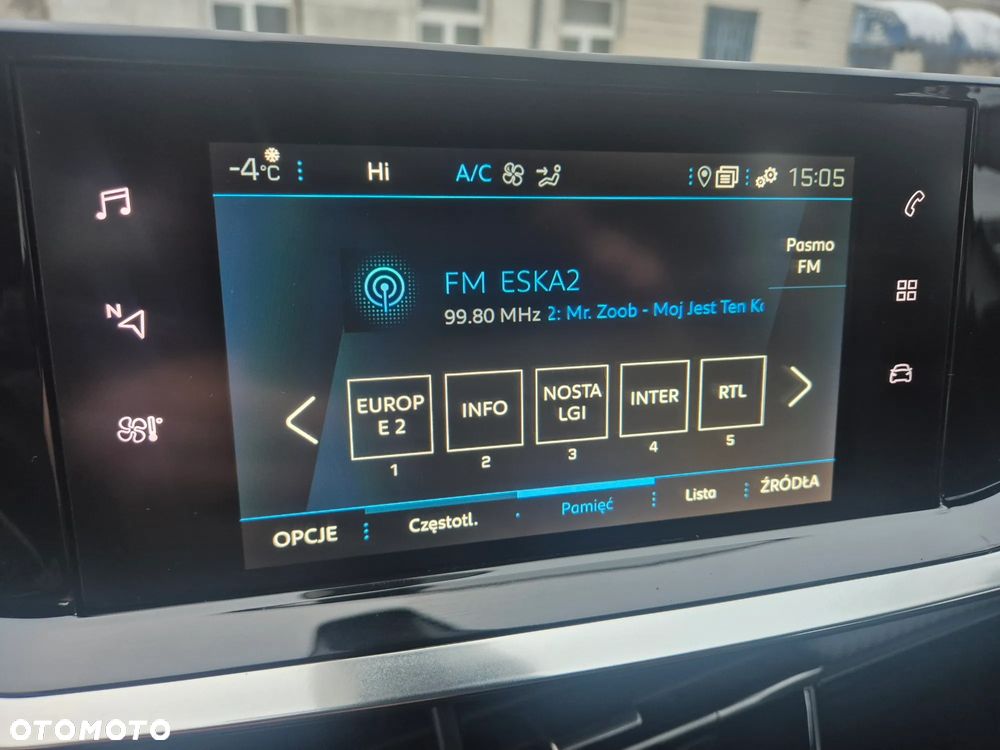 -4°C Hi A/C 15:05
Pasmo
FM
FM ESKA2
99.80 MHz 2: Mr. Zoob - Moj Jest Ten
N
EUROP
E 2
INFO
NOSTA
LGI
INTER
RTL
1 2 3 4 5
OPCJE Częstotl. Pamięć Lista ŹRÓDŁA
OTOMOTO